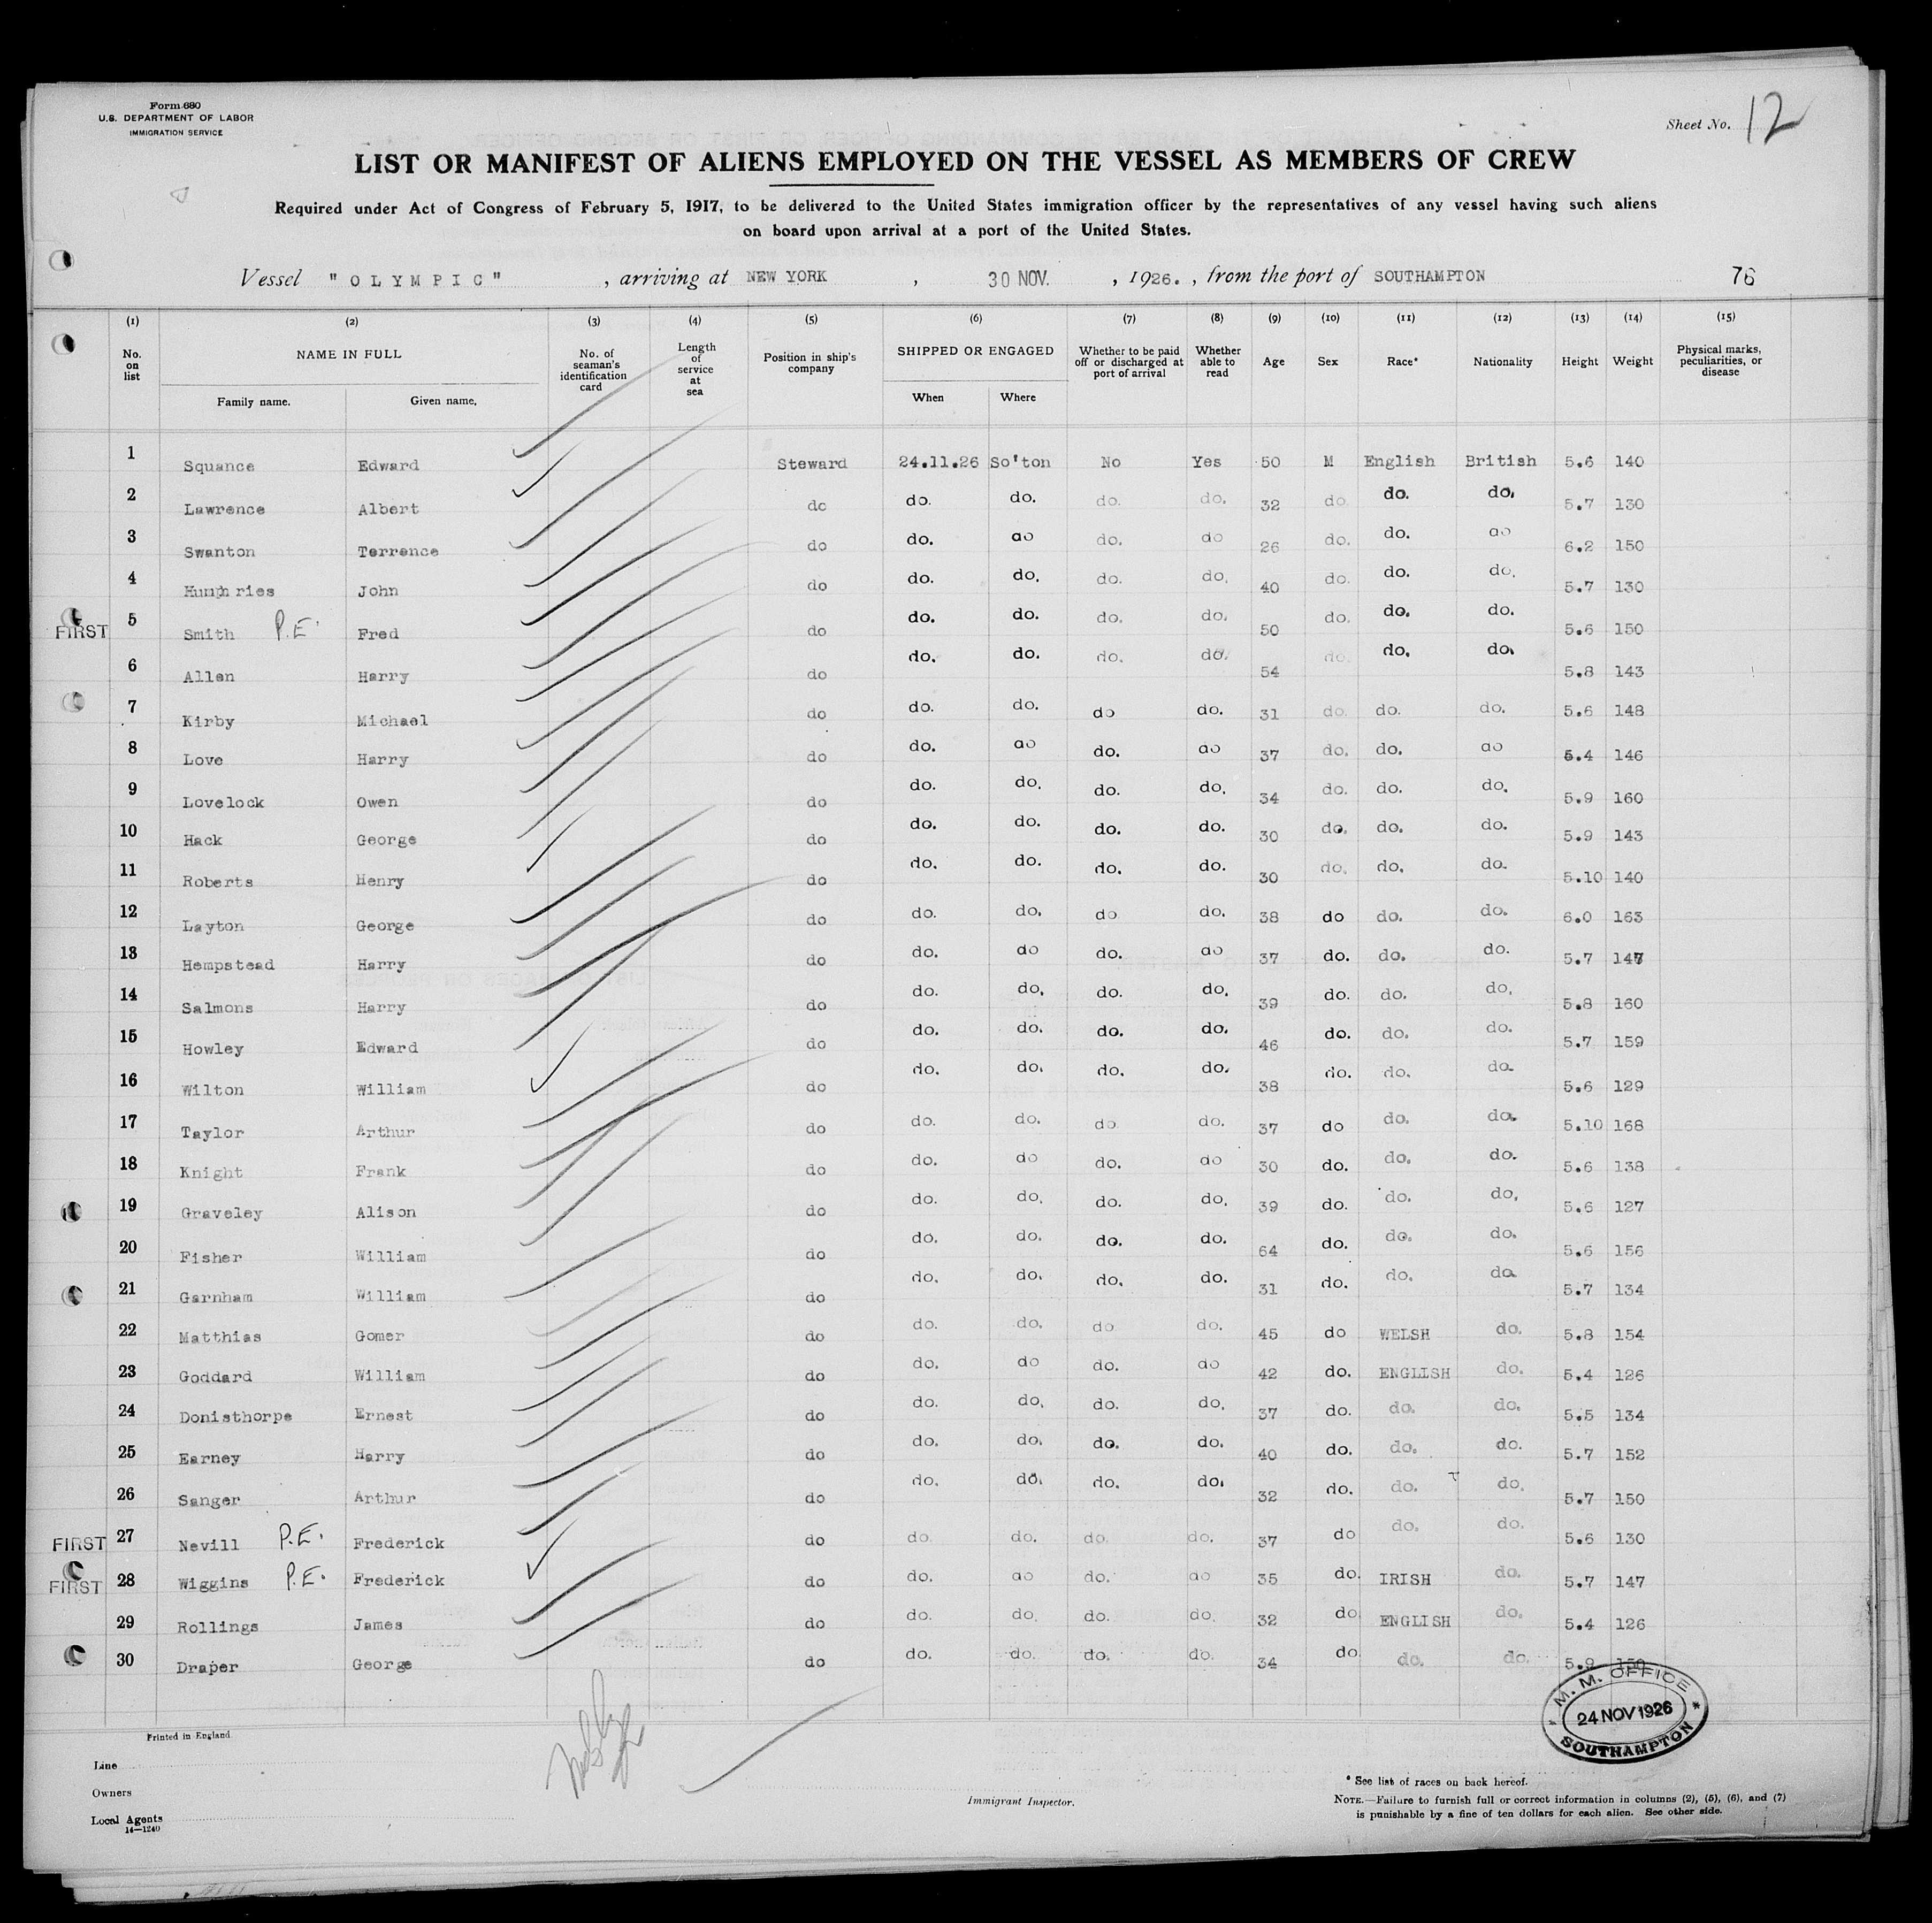 Form 680
U.S. DEPARTMENT OF LABOR
IMMIGRATION SERVICE
Sheet No. 12
LIST OR MANIFEST OF ALIENS EMPLOYED ON THE VESSEL AS MEMBERS OF CREW
Required under Act of Congress of February 5, 1917, to be delivered to the United States immigration officer by the representatives of any vessel having such aliens
on board upon arrival at a port of the United States.
Vessel "OLYMPIC" , arriving at NEW YORK , 30 NOV. , 1926. , from the port of SOUTHAMPTON 76
(1) (2) (3) (4) (5) (6) (7) (8) (9) (10) (11) (12) (13) (14) (15)
No. on list NAME IN FULL Family name. Given name. No. of seaman's identification card Length of service at sea Position in ship's company SHIPPED OR ENGAGED When Where Whether to be paid off or discharged at port of arrival Whether able to read Age Sex Race* Nationality Height Weight Physical marks, peculiarities, or disease
1 Squance Edward Steward 24.11.26 So'ton No Yes 50 M English British 5.6 140
2 Lawrence Albert do do. do. do. do. 32 do. do. do. 5.7 130
3 Swanton Terrence do do. do do. do 26 do. do. do 6.2 150
4 Humphries John do do. do. do. do. 40 do. do. do. 5.7 130
FIRST 5 Smith P.E. Fred do do. do. do. do. 50 do. do. do. 5.6 150
6 Allen Harry do do. do. do. do. 54 do. do. do. 5.8 143
7 Kirby Michael do do. do. do do. 31 do. do. do. 5.6 148
8 Love Harry do do. do do. do 37 do. do. do 5.4 146
9 Lovelock Owen do do. do. do. do. 34 do. do. do. 5.9 160
10 Hack George do do. do. do. do. 30 do. do. do. 5.9 143
11 Roberts Henry do do. do. do. do. 30 do. do. do. 5.10 140
12 Layton George do do. do. do do. 38 do do. do. 6.0 163
13 Hempstead Harry do do. do do. do 37 do. do. do. 5.7 147
14 Salmons Harry do do. do. do. do. 39 do. do. do. 5.8 160
15 Howley Edward do do. do. do. do. 46 do. do. do. 5.7 159
16 Wilton William do do. do. do. do. 38 do. do. do. 5.6 129
17 Taylor Arthur do do. do. do do. 37 do do. do. 5.10 168
18 Knight Frank do do. do do. do 30 do. do. do. 5.6 138
19 Graveley Alison do do. do. do. do. 39 do. do. do. 5.6 127
20 Fisher William do do. do. do. do. 64 do. do. do. 5.6 156
21 Garnham William do do. do. do. do. 31 do. do. do. 5.7 134
22 Matthias Gomer do do. do. do do. 45 do WELSH do. 5.8 154
23 Goddard William do do. do do. do 42 do. ENGLISH do. 5.4 126
24 Donisthorpe Ernest do do. do. do. do. 37 do. do. do. 5.5 134
25 Earney Harry do do. do. do. do. 40 do. do. do. 5.7 152
26 Sanger Arthur do do. do. do. do. 32 do. do. do. 5.7 150
FIRST 27 Nevill P.E. Frederick do do. do. do. do. 37 do do. do. 5.6 130
FIRST 28 Wiggins P.E. Frederick do do. do do. do 35 do. IRISH do. 5.7 147
29 Rollings James do do. do. do. do. 32 do ENGLISH do. 5.4 126
30 Draper George do do. do. do. do. 34 do do. do. 5.9 150
M. M. OFFICE
24 NOV 1926
SOUTHAMPTON
Printed in England
Line
Owners
Local Agents
14—1240
Immigrant Inspector.
* See list of races on back hereof.
NOTE.—Failure to furnish full or correct information in columns (2), (5), (6), and (7)
is punishable by a fine of ten dollars for each alien. See other side.